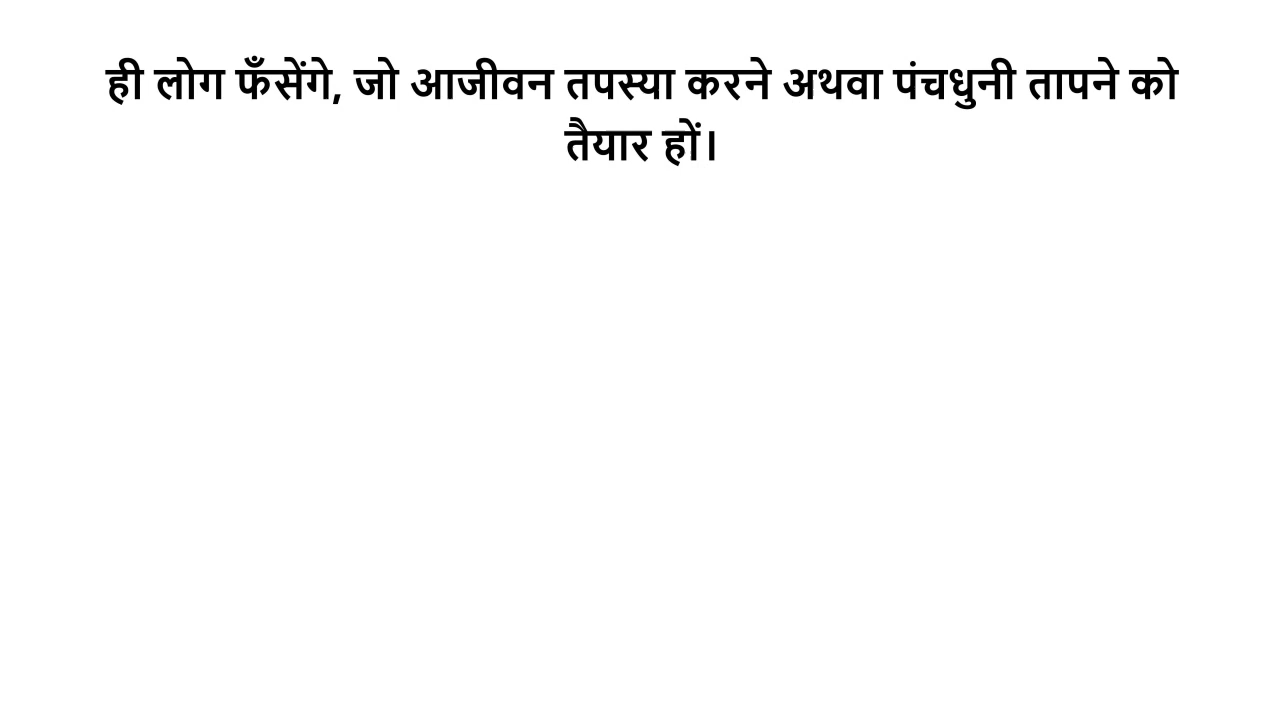 ही लोग फँसेंगे, जो आजीवन तपस्या करने अथवा पंचधुनी तापने को
तैयार हों।